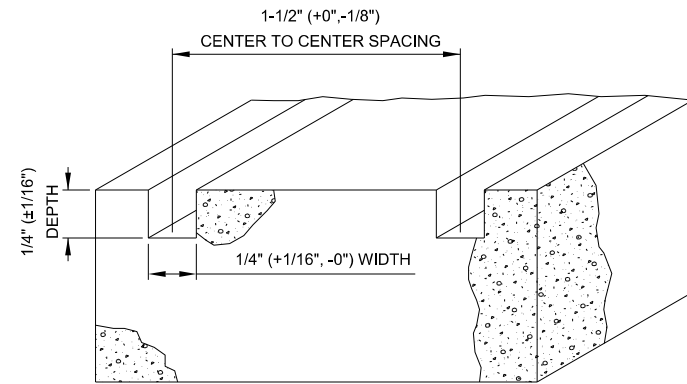 1-1/2" (+0",-1/8")
CENTER TO CENTER SPACING
1/4" (±1/16")
DEPTH
1/4" (+1/16", -0") WIDTH